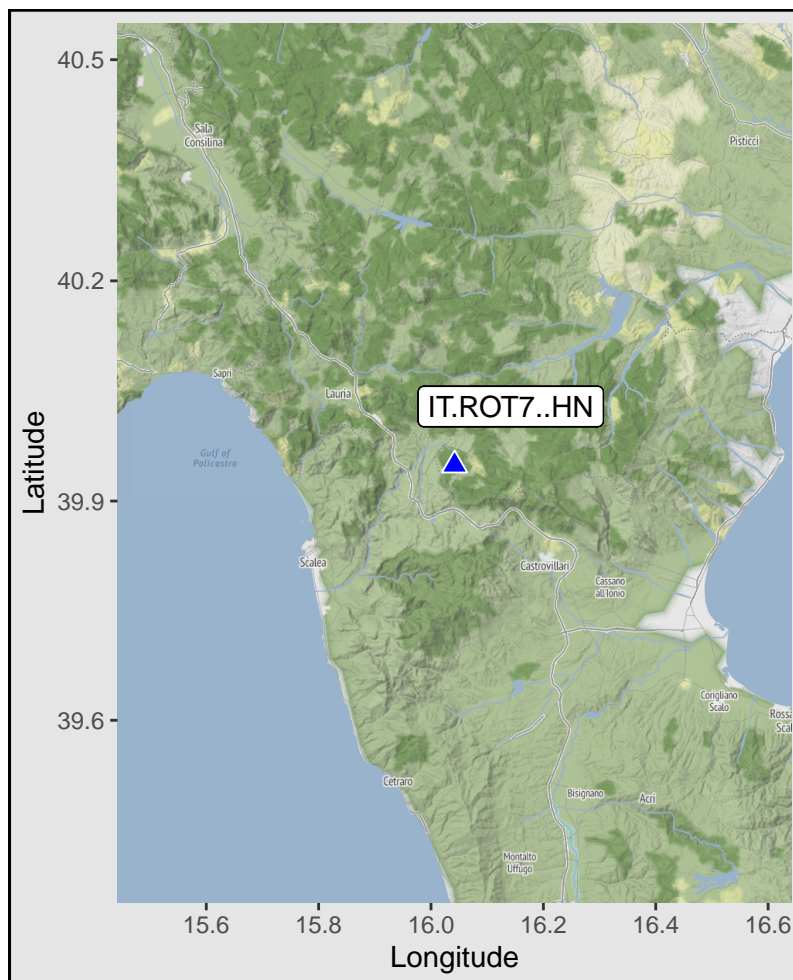 40.5
40.2
39.9
39.6
Latitude
Sala
Consilina
Pisticci
Sapri
Lauria
IT.ROT7..HN
Gulf of
Policastro
Scalea
Castrovillari
Cassano
all'Ionio
Corigliano
Scalo
Rossa
Scal
Cetraro
Bisignano
Acri
Montalto
Uffugo
15.6
15.8
16.0
16.2
16.4
16.6
Longitude